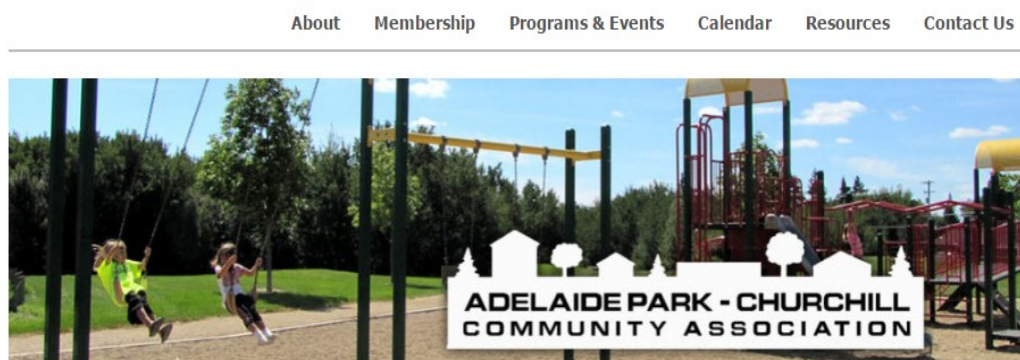 About Membership Programs & Events Calendar Resources Contact Us
ADELAIDE PARK - CHURCHILL
COMMUNITY ASSOCIATION